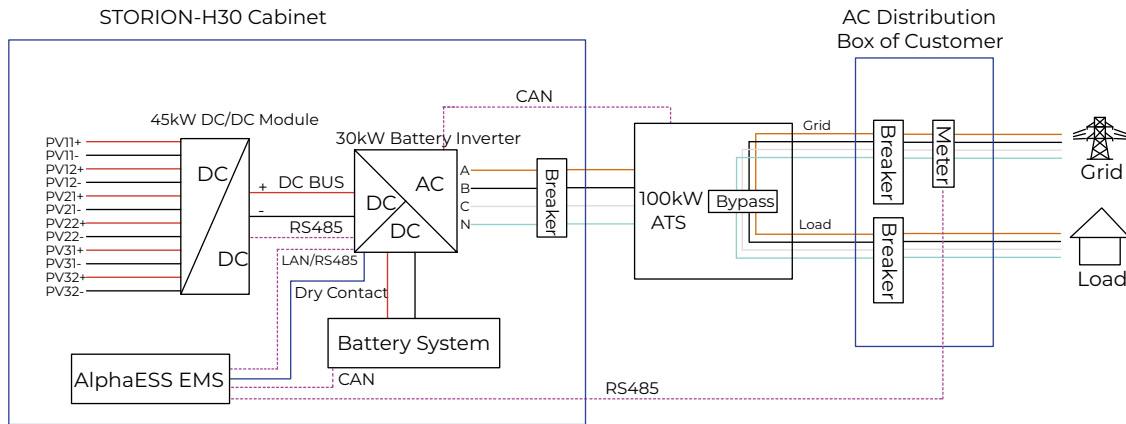 STORION-H30 Cabinet
AC Distribution
Box of Customer
CAN
45kW DC/DC Module
30kW Battery Inverter
PV11+
PV11-
PV12+
PV12-
PV21+
PV21-
PV22+
PV22-
PV31+
PV31-
PV32+
PV32-
DC
DC
+
DC BUS
-
RS485
LAN/RS485
Dry Contact
AC
DC
DC
A
B
C
N
Breaker
100kW
ATS
Bypass
Grid
Load
Breaker
Meter
Breaker
Grid
Load
Battery System
AlphaESS EMS
CAN
RS485